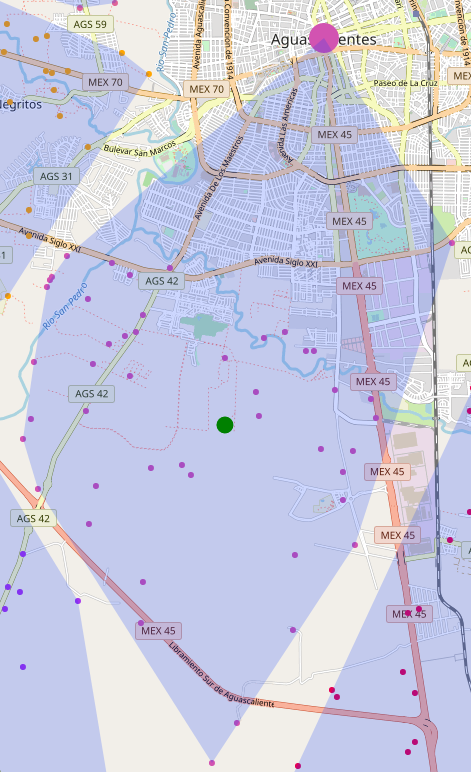 AGS 59
Río San-Pedro
Avenida Aguascalientes
Convención de 1914
Convención de 1914
MEX 70
MEX 70
MEX
Paseo de La Cruz
Negritos
MEX 45
Avenida Las Américas
Bulevar San Marcos
Avenida De Los Maestros
AGS 31
MEX 45
Avenida Siglo XXI
Avenida Siglo XXI
AGS 42
MEX 45
Río San-Pedro
MEX 45
AGS 42
MEX 45
AGS 42
MEX 45
MEX 45
MEX 45
Libramiento Sur de Aguascalientes